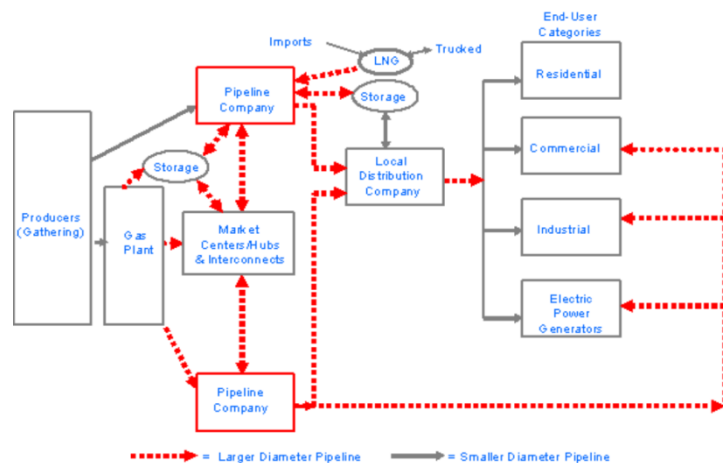 End-User
Categories
Imports
Trucked
LNG
Residential
Pipeline
Company
Storage
Commercial
Local
Distribution
Company
Storage
Producers
(Gathering)
Gas
Plant
Market
Centers/Hubs
& Interconnects
Industrial
Electric
Power
Generators
Pipeline
Company
= Larger Diameter Pipeline
= Smaller Diameter Pipeline